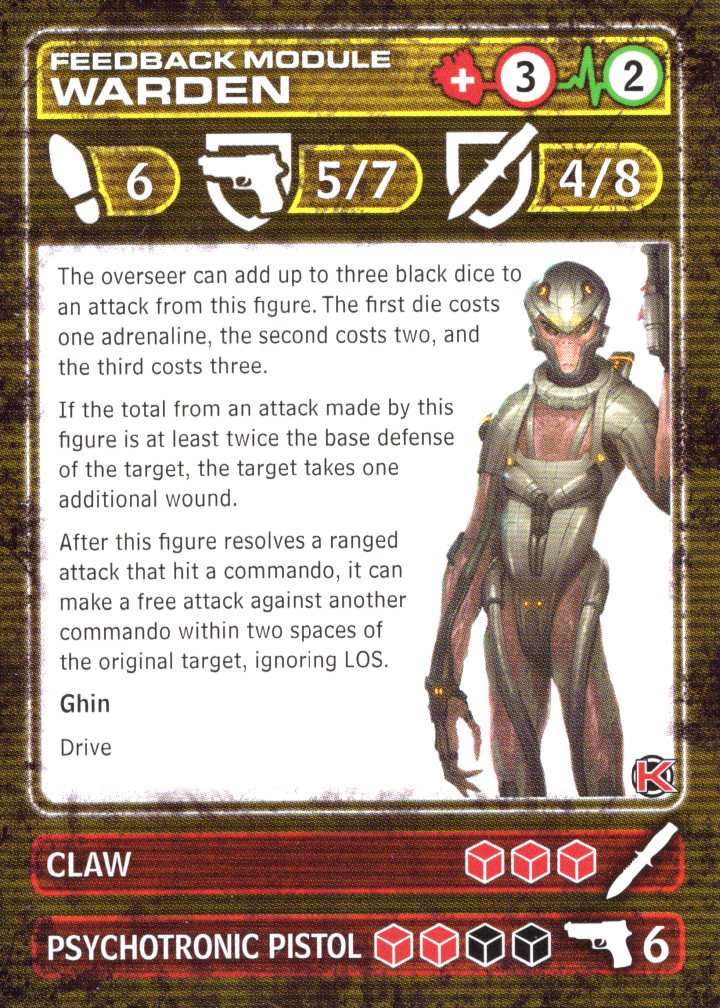 FEEDBACK MODULE
WARDEN
3
2
6
5/7
4/8
The overseer can add up to three black dice to
an attack from this figure. The first die costs
one adrenaline, the second costs two, and
the third costs three.
If the total from an attack made by this
figure is at least twice the base defense
of the target, the target takes one
additional wound.
After this figure resolves a ranged
attack that hit a commando, it can
make a free attack against another
commando within two spaces of
the original target, ignoring LOS.
Ghin
Drive
K
CLAW
PSYCHOTRONIC PISTOL 6